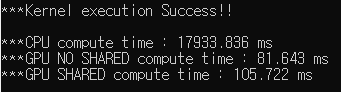 ***Kernel execution Success!!
***CPU compute time : 17933.836 ms
***GPU NO SHARED compute time : 81.643 ms
***GPU SHARED compute time : 105.722 ms